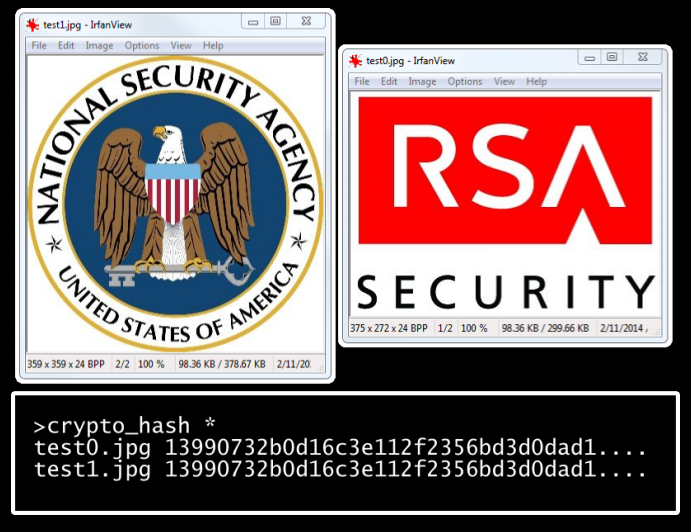 test1.jpg - IrfanView
File Edit Image Options View Help
NATIONAL SECURITY AGENCY
UNITED STATES OF AMERICA
359 x 359 x 24 BPP 2/2 100 % 98.36 KB / 378.67 KB 2/11/20
test0.jpg - IrfanView
File Edit Image Options View Help
RSA
SECURITY
375 x 272 x 24 BPP 1/2 100 % 98.36 KB / 299.66 KB 2/11/2014 ,
>crypto_hash *
test0.jpg 13990732b0d16c3e112f2356bd3d0dad1....
test1.jpg 13990732b0d16c3e112f2356bd3d0dad1....